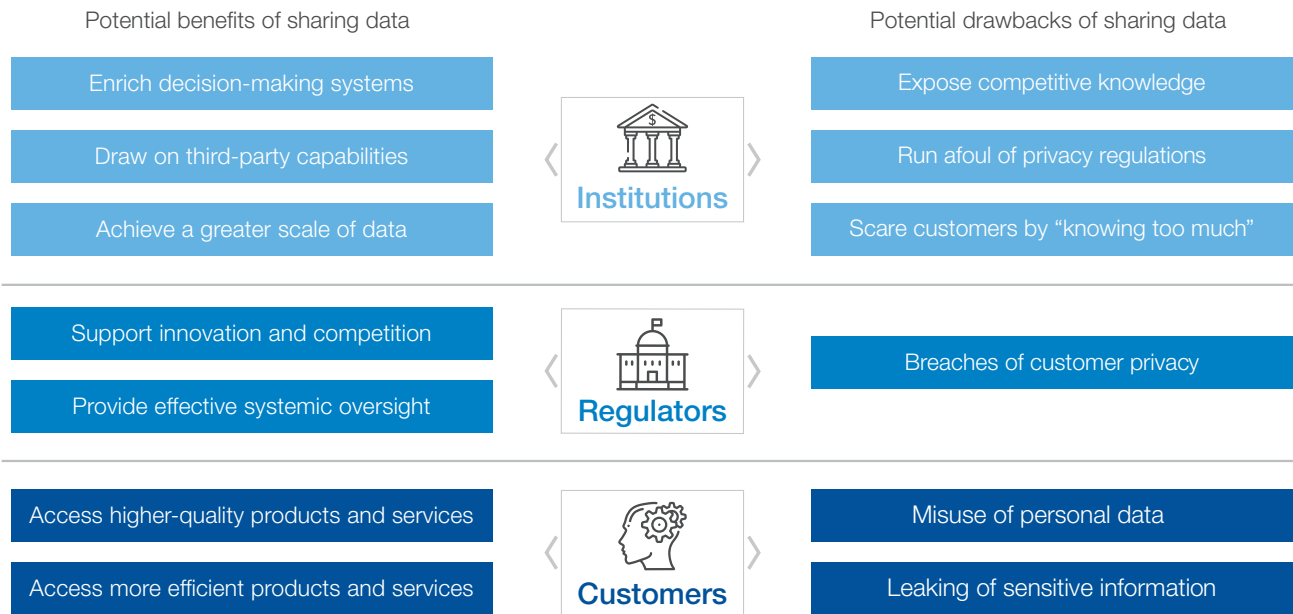 Potential benefits of sharing data
Potential drawbacks of sharing data
Enrich decision-making systems
Draw on third-party capabilities
Achieve a greater scale of data
$
Institutions
Expose competitive knowledge
Run afoul of privacy regulations
Scare customers by “knowing too much”
Support innovation and competition
Provide effective systemic oversight
Regulators
Breaches of customer privacy
Access higher-quality products and services
Access more efficient products and services
Customers
Misuse of personal data
Leaking of sensitive information